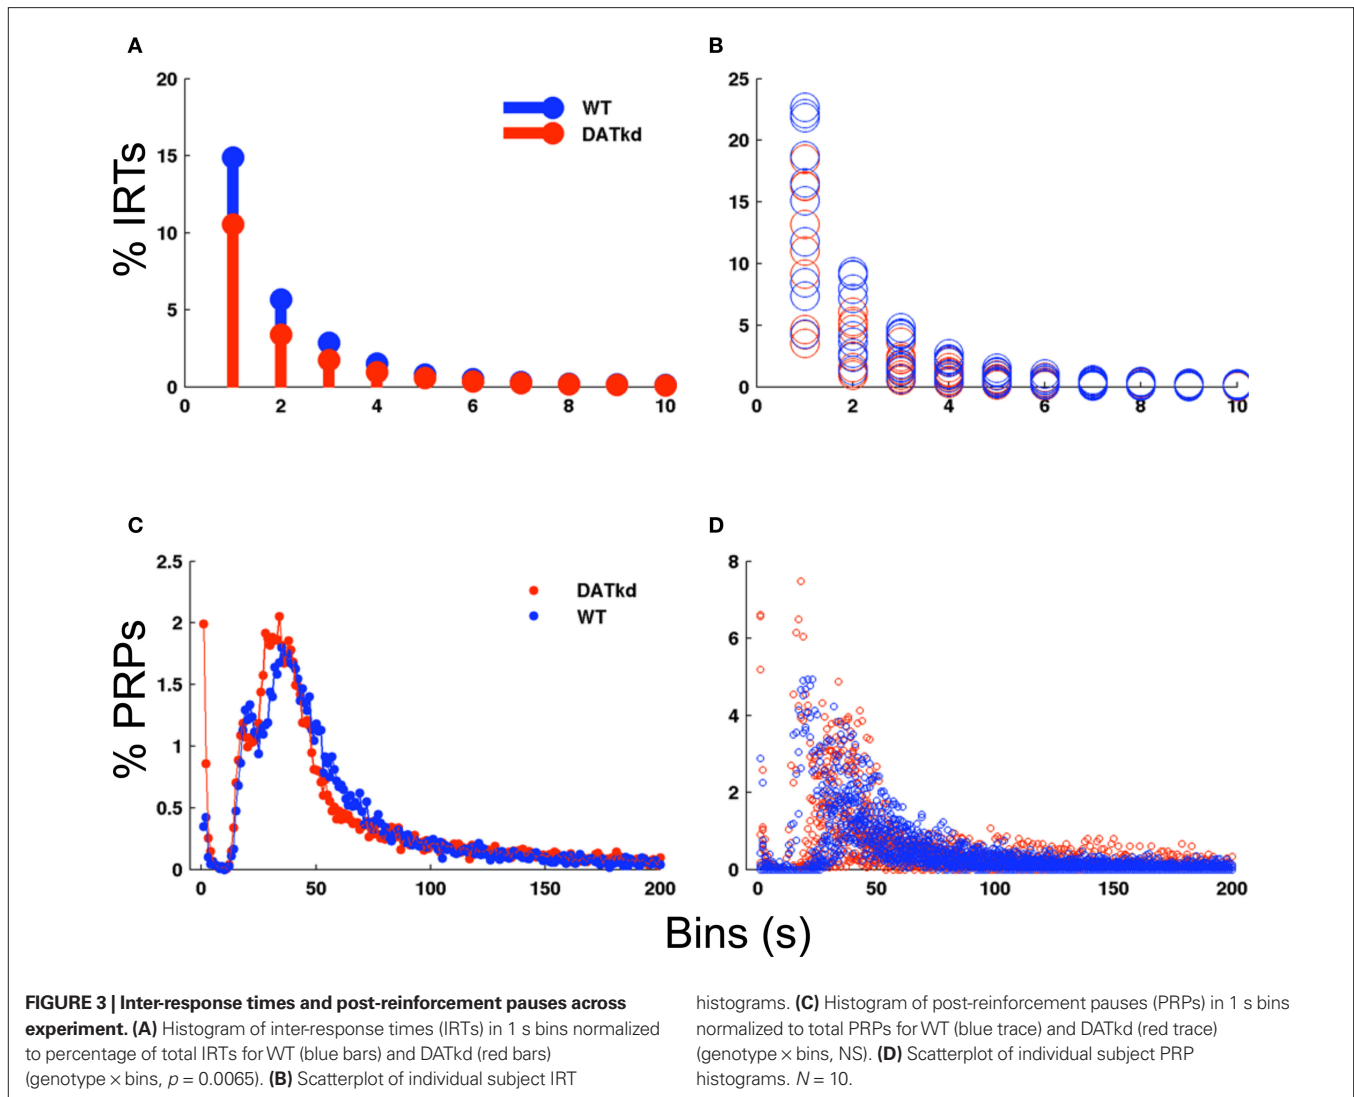 A
20
15
10
5
0
% IRTs
WT
DATkd
0 2 4 6 8 10
B
25
20
15
10
5
0
0 2 4 6 8 10
C
2.5
2
1.5
1
0.5
0
% PRPs
DATkd
WT
0 50 100 150 200
D
8
6
4
2
0
0 50 100 150 200
Bins (s)
FIGURE 3 | Inter-response times and post-reinforcement pauses across
experiment. (A) Histogram of inter-response times (IRTs) in 1 s bins normalized
to percentage of total IRTs for WT (blue bars) and DATkd (red bars)
(genotype × bins, p = 0.0065). (B) Scatterplot of individual subject IRT
histograms. (C) Histogram of post-reinforcement pauses (PRPs) in 1 s bins
normalized to total PRPs for WT (blue trace) and DATkd (red trace)
(genotype × bins, NS). (D) Scatterplot of individual subject PRP
histograms. N = 10.